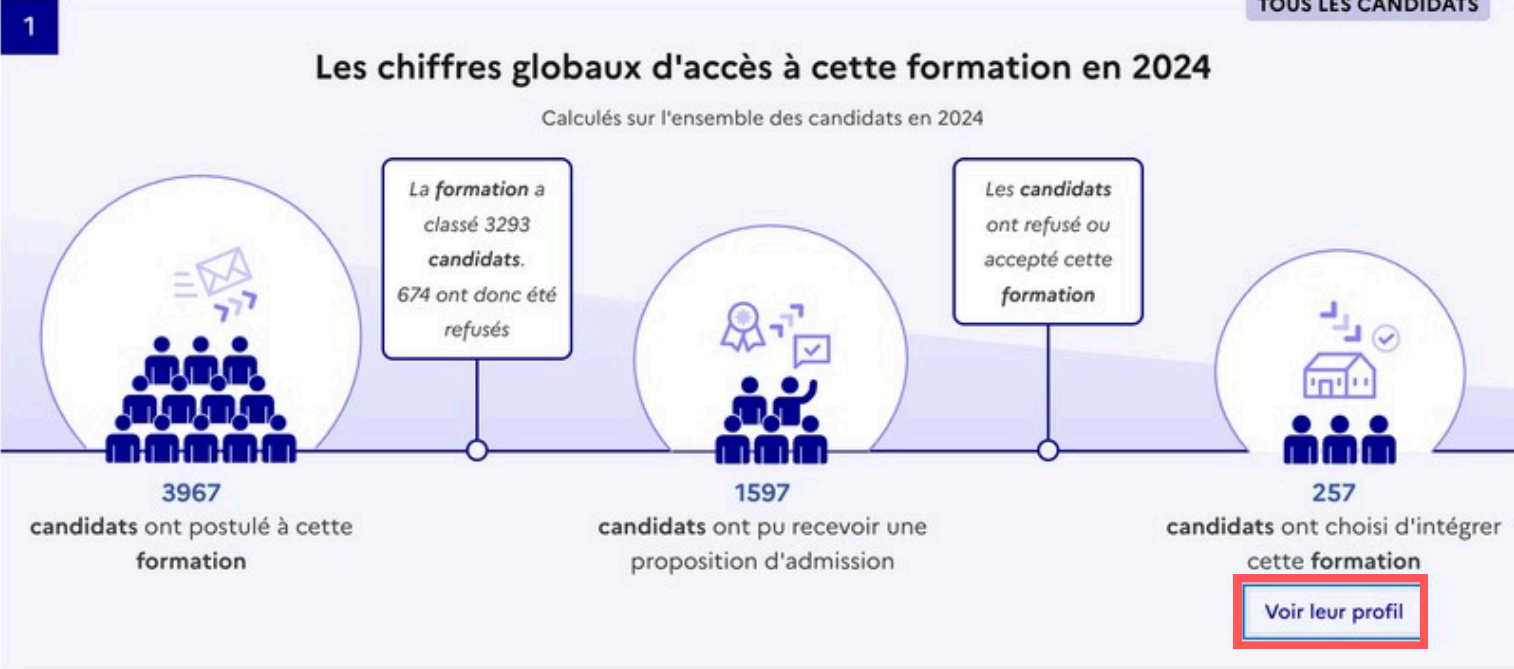 1
TOUS LES CANDIDATS
Les chiffres globaux d'accès à cette formation en 2024
Calculés sur l'ensemble des candidats en 2024
La formation a
classé 3293
candidats.
674 ont donc été
refusés
Les candidats
ont refusé ou
accepté cette
formation
3967
candidats ont postulé à cette
formation
1597
candidats ont pu recevoir une
proposition d'admission
257
candidats ont choisi d'intégrer
cette formation
Voir leur profil